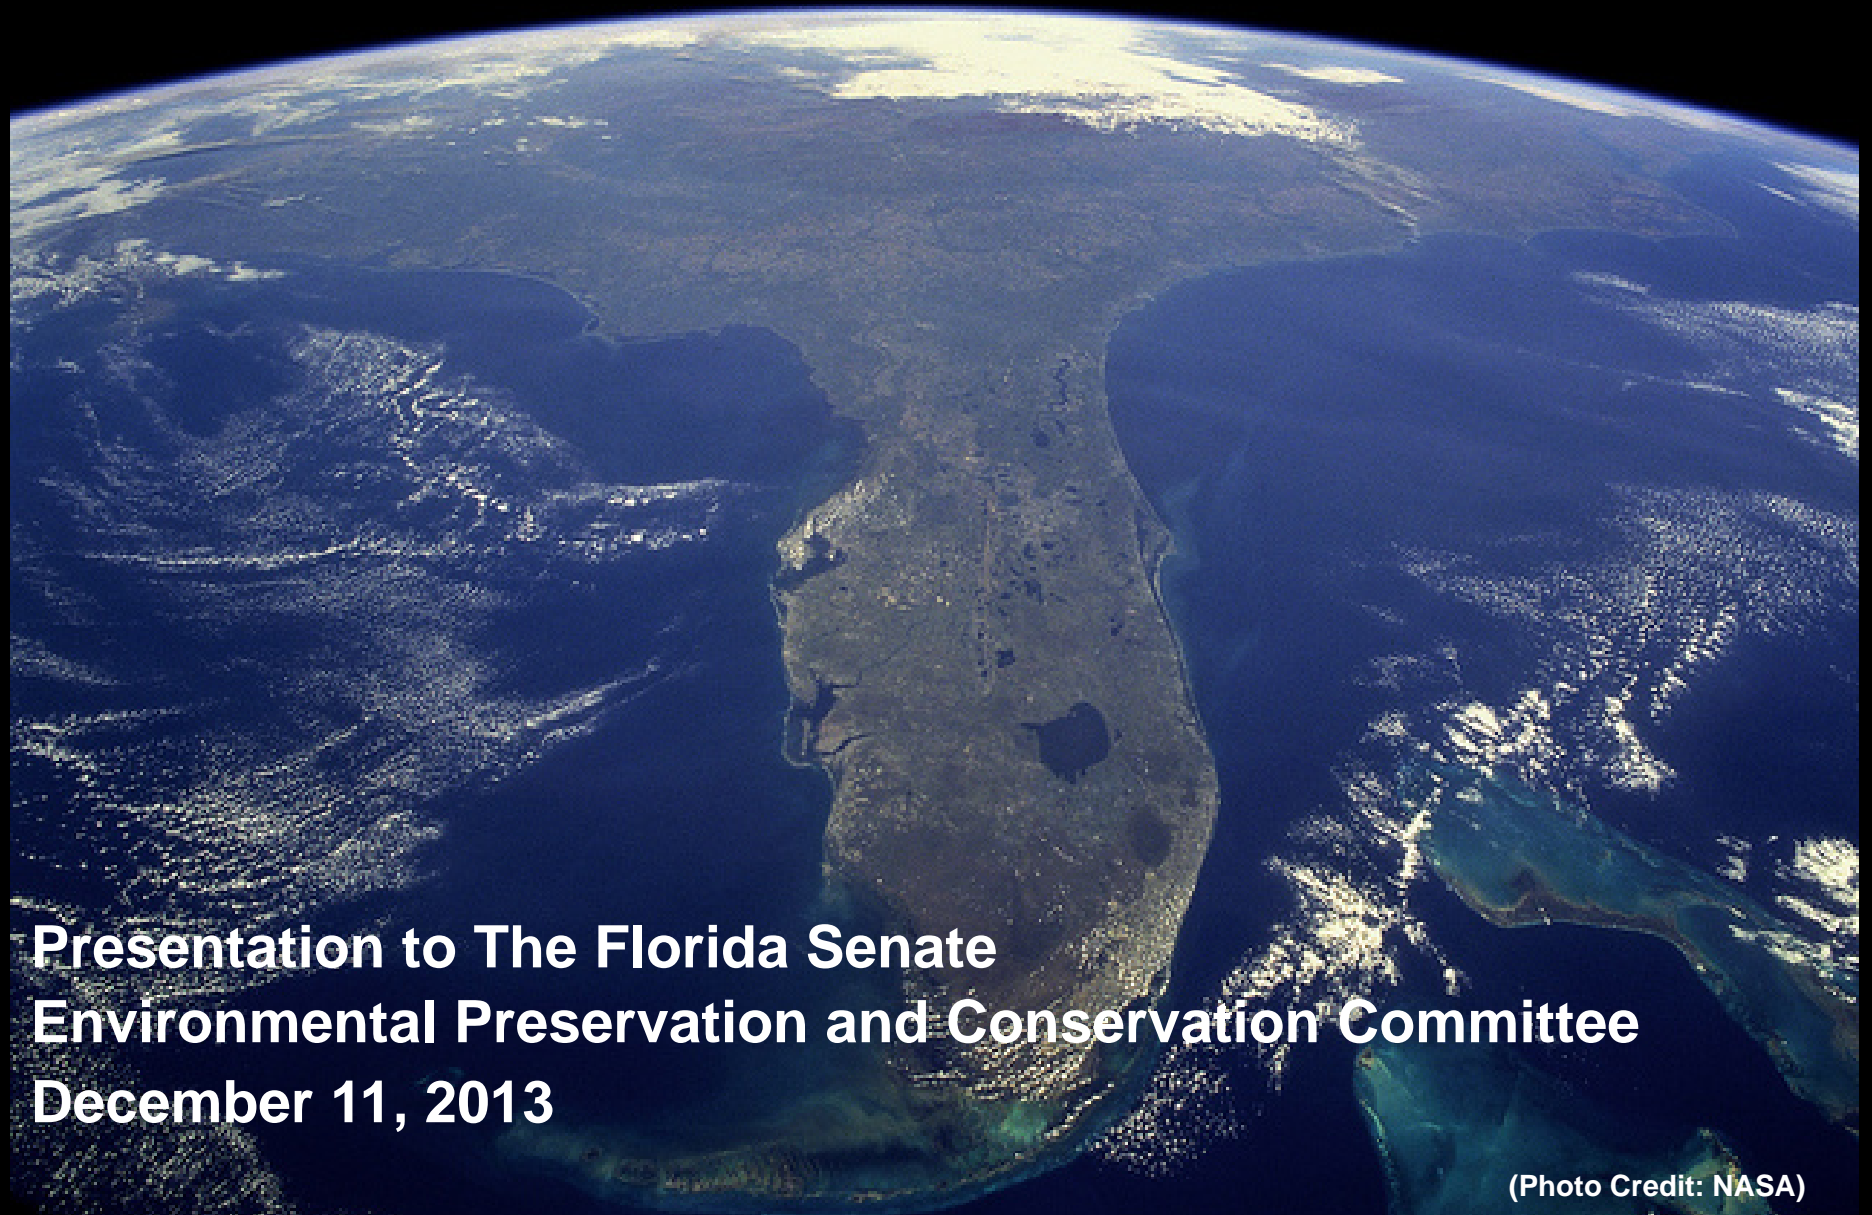 Presentation to The Florida Senate
Environmental Preservation and Conservation Committee
December 11, 2013
(Photo Credit: NASA)